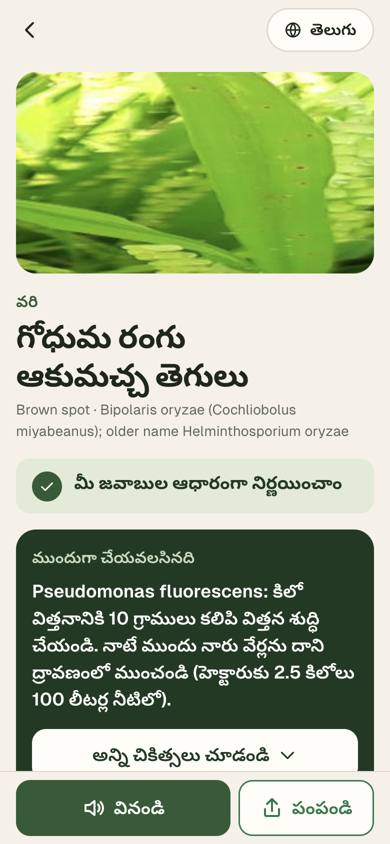 తెలుగు
వరి
గోధుమ రంగు
ఆకుమచ్చ తెగులు
Brown spot · Bipolaris oryzae (Cochliobolus
miyabeanus); older name Helminthosporium oryzae
మీ జవాబుల ఆధారంగా నిర్ణయించాం
ముందుగా చేయవలసినది
Pseudomonas fluorescens: కిలో
విత్తనానికి 10 గ్రాములు కలిపి విత్తన శుద్ధి
చేయండి. నాటే ముందు నారు వేర్లను దాని
ద్రావణంలో ముంచండి (హెక్టారుకు 2.5 కిలోలు
100 లీటర్ల నీటిలో).
అన్ని చికిత్సలు చూడండి
వినండి
పంపండి